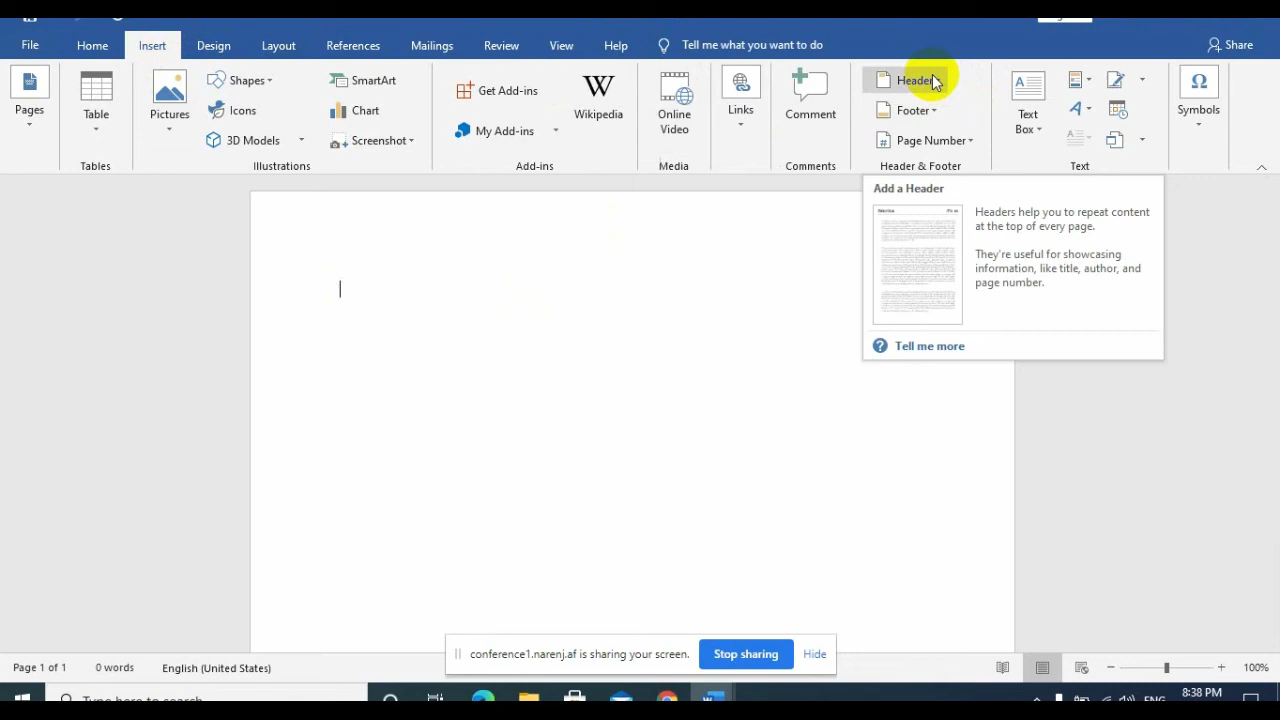 File Home Insert Design Layout References Mailings Review View Help Tell me what you want to do Share
Pages
Table
Tables
Pictures
Shapes
Icons
3D Models
SmartArt
Chart
Screenshot
Illustrations
Get Add-ins
My Add-ins
Wikipedia
Add-ins
Online
Video
Media
Links
Comment
Comments
Header
Footer
Page Number
Header & Footer
Text
Box
Text
Symbols
Add a Header
Headers help you to repeat content
at the top of every page.
They're useful for showcasing
information, like title, author, and
page number.
Tell me more
conference1.narenj.af is sharing your screen. Stop sharing Hide
Page 1 of 1 0 words English (United States) 100%
Type here to search ENG 8:38 PM